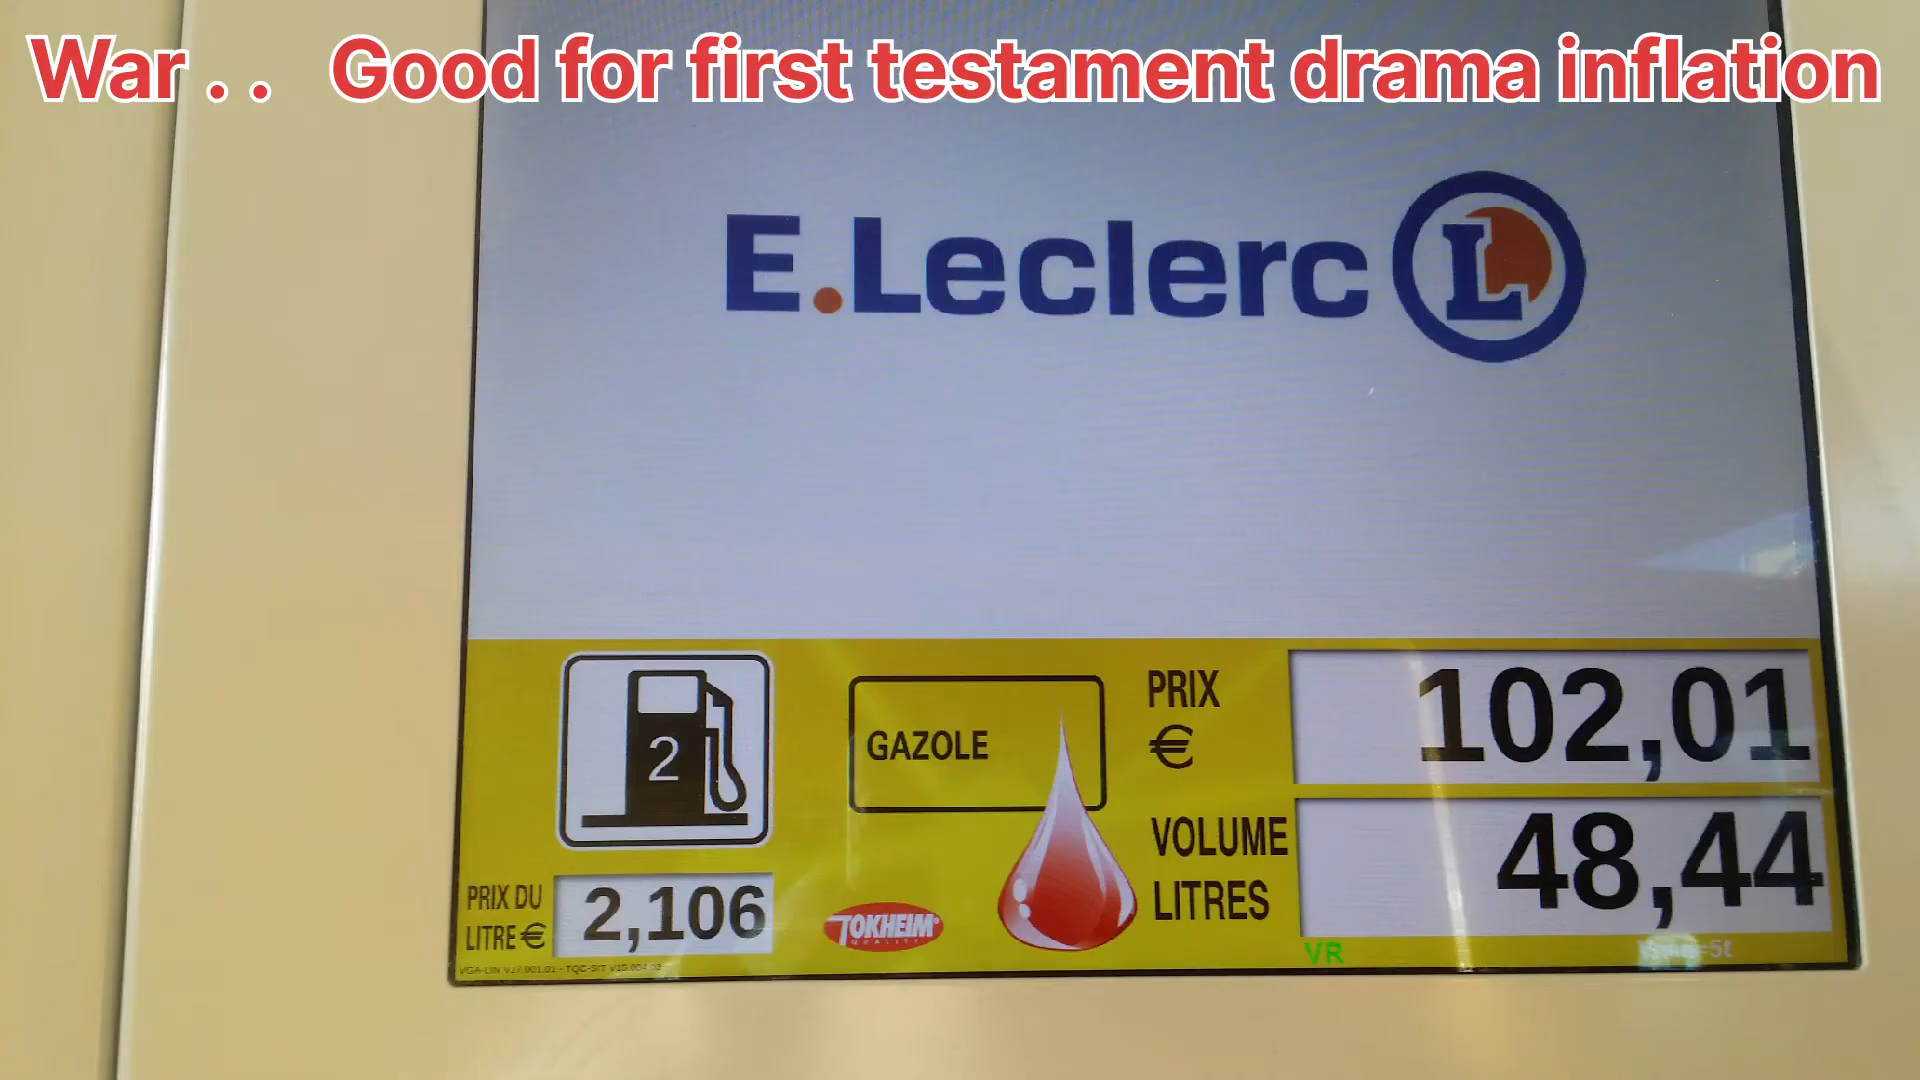 War . . Good for first testament drama inflation
E.Leclerc L
2
GAZOLE
PRIX
€
102,01
VOLUME
LITRES
48,44
PRIX DU
LITRE €
2,106
TOKHEIM
QUALITY
VR